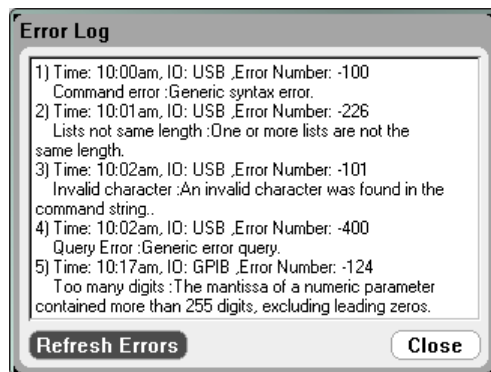 Error Log
1) Time: 10:00am, IO: USB ,Error Number: -100
Command error :Generic syntax error.
2) Time: 10:01am, IO: USB ,Error Number: -226
Lists not same length :One or more lists are not the
same length.
3) Time: 10:02am, IO: USB ,Error Number: -101
Invalid character :An invalid character was found in the
command string..
4) Time: 10:02am, IO: USB ,Error Number: -400
Query Error :Generic error query.
5) Time: 10:17am, IO: GPIB ,Error Number: -124
Too many digits :The mantissa of a numeric parameter
contained more than 255 digits, excluding leading zeros.
Refresh Errors Close